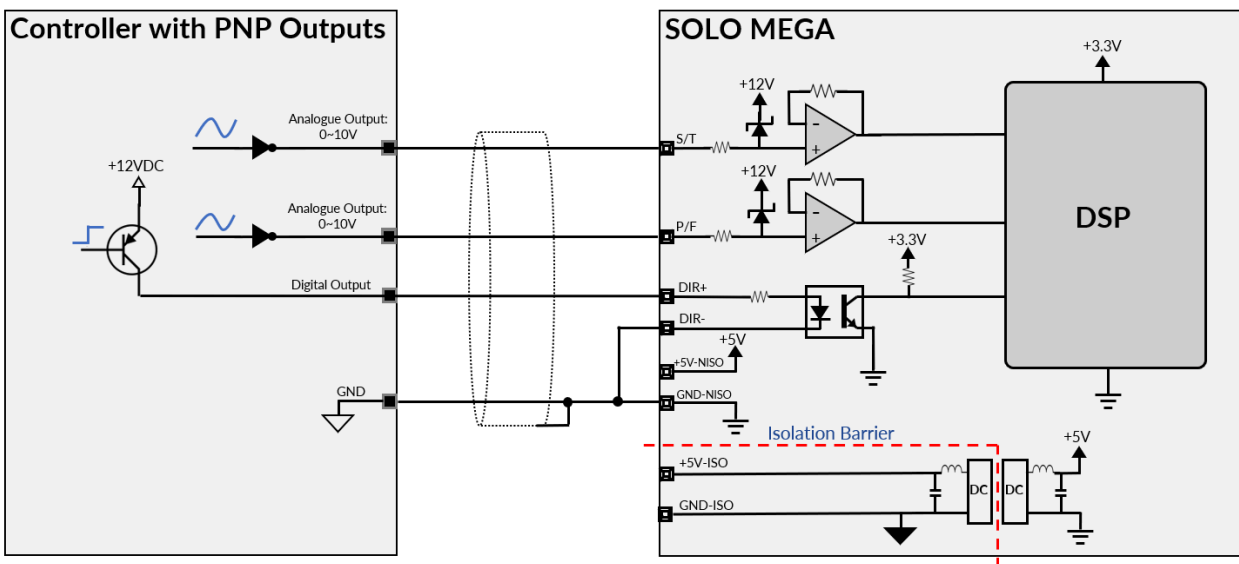 Controller with PNP Outputs
Analogue Output:
0~10V
+12VDC
Analogue Output:
0~10V
Digital Output
GND
SOLO MEGA
+3.3V
+12V
S/T
-
+
+12V
P/F
-
+
DSP
+3.3V
DIR+
DIR-
+5V
+5V-NISO
GND-NISO
Isolation Barrier
+5V
+5V-ISO
DC
DC
GND-ISO